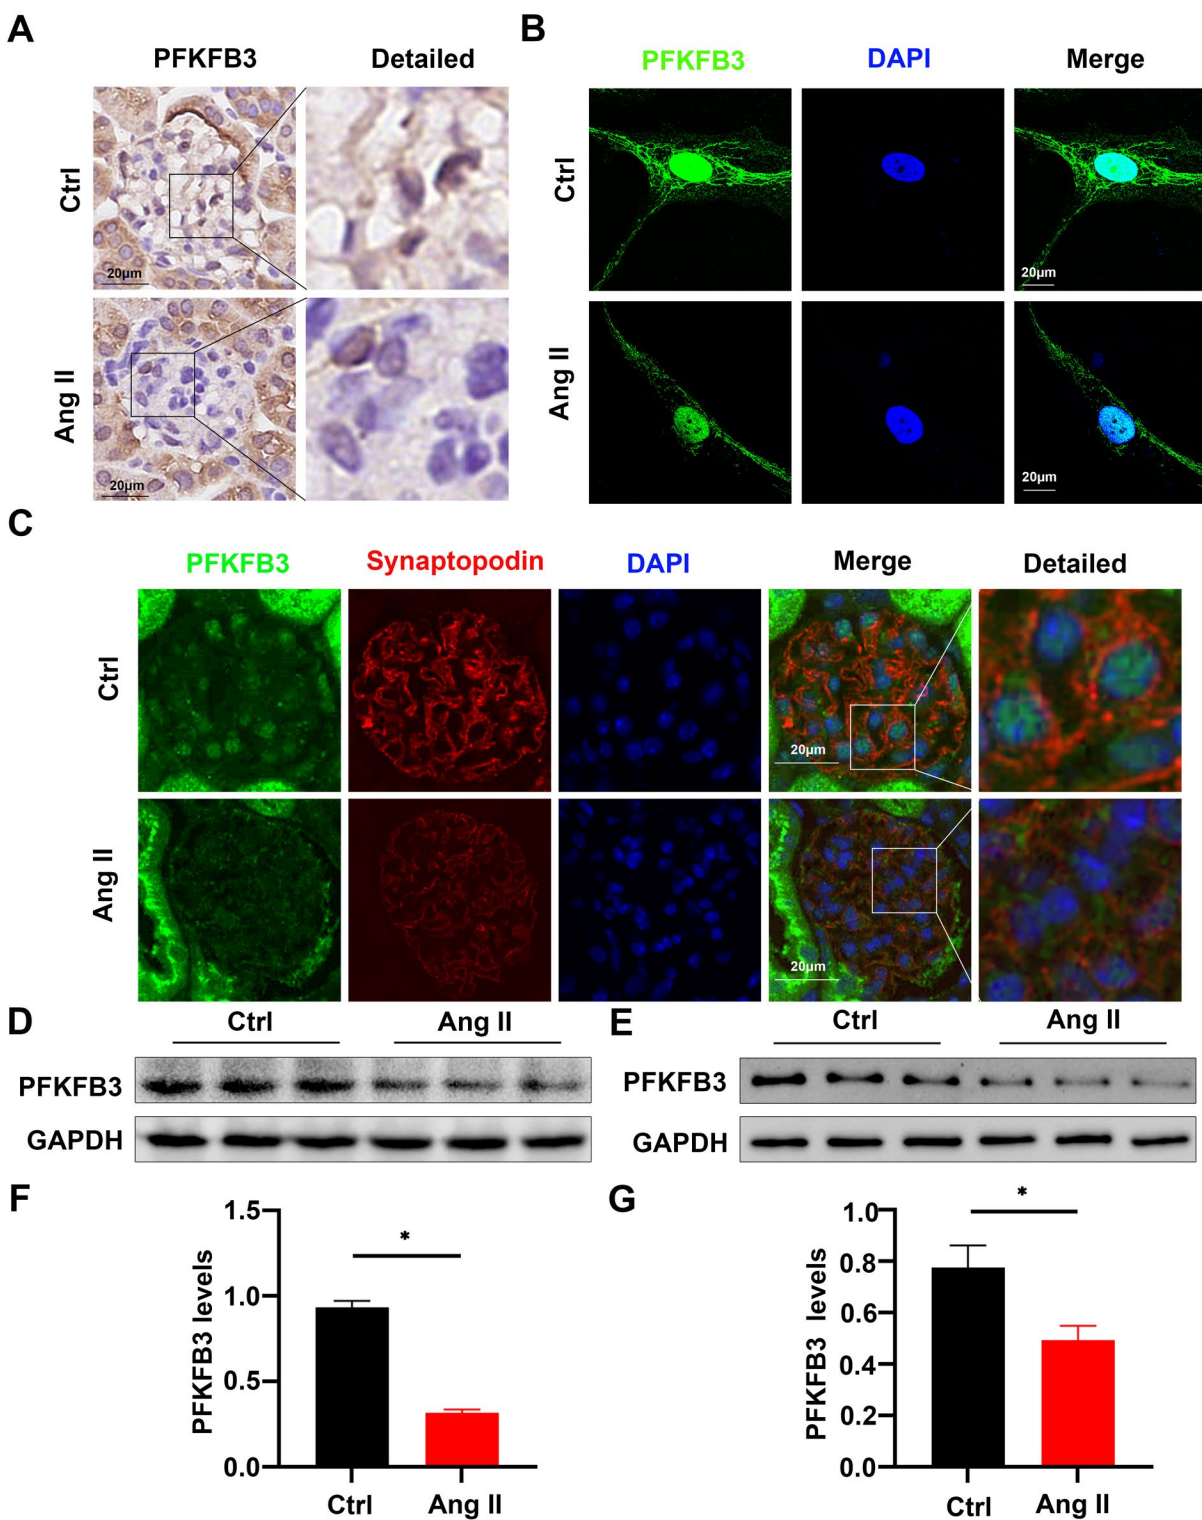 A
PFKFB3 Detailed
Ctrl
20μm
Ang II
20μm
B
PFKFB3 DAPI Merge
Ctrl
20μm
Ang II
20μm
C
PFKFB3 Synaptopodin DAPI Merge Detailed
Ctrl
20μm
Ang II
20μm
D
Ctrl Ang II
PFKFB3
GAPDH
E
Ctrl Ang II
PFKFB3
GAPDH
F
PFKFB3 levels
1.5
1.0
0.5
0.0
*
Ctrl Ang II
G
PFKFB3 levels
1.0
0.8
0.6
0.4
0.2
0.0
*
Ctrl Ang II